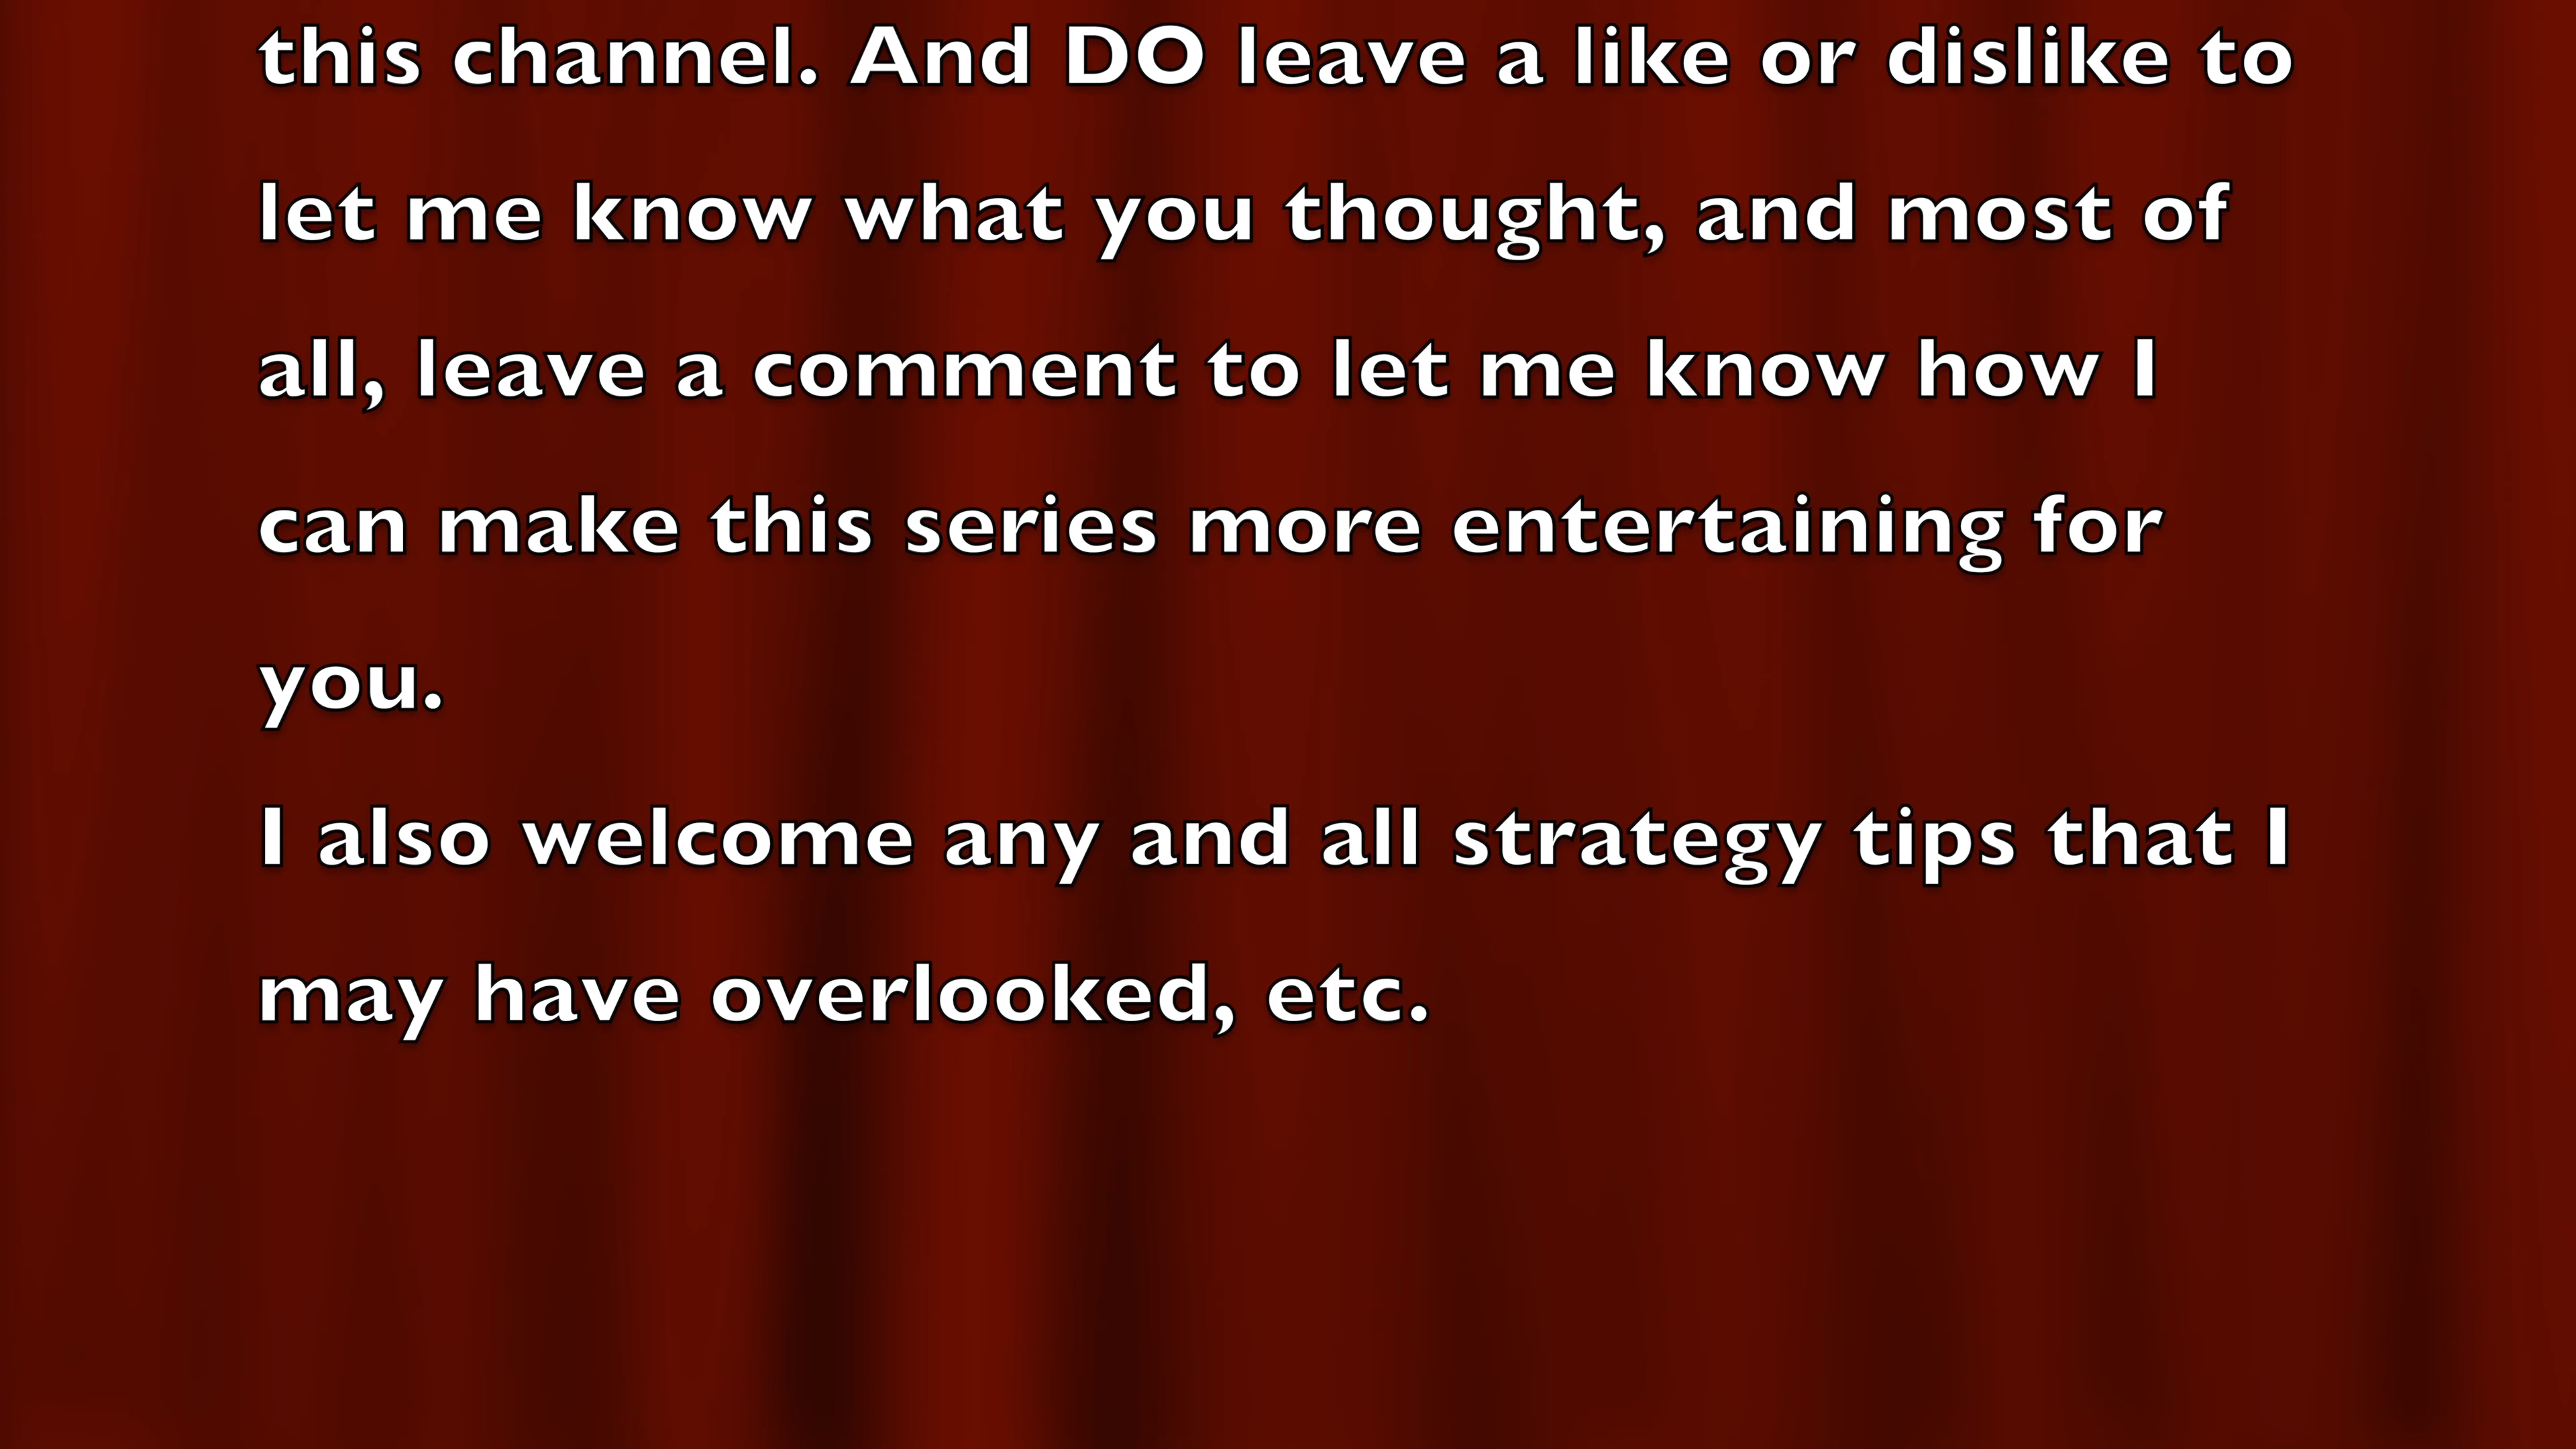 this channel. And DO leave a like or dislike to
let me know what you thought, and most of
all, leave a comment to let me know how I
can make this series more entertaining for
you.
I also welcome any and all strategy tips that I
may have overlooked, etc.